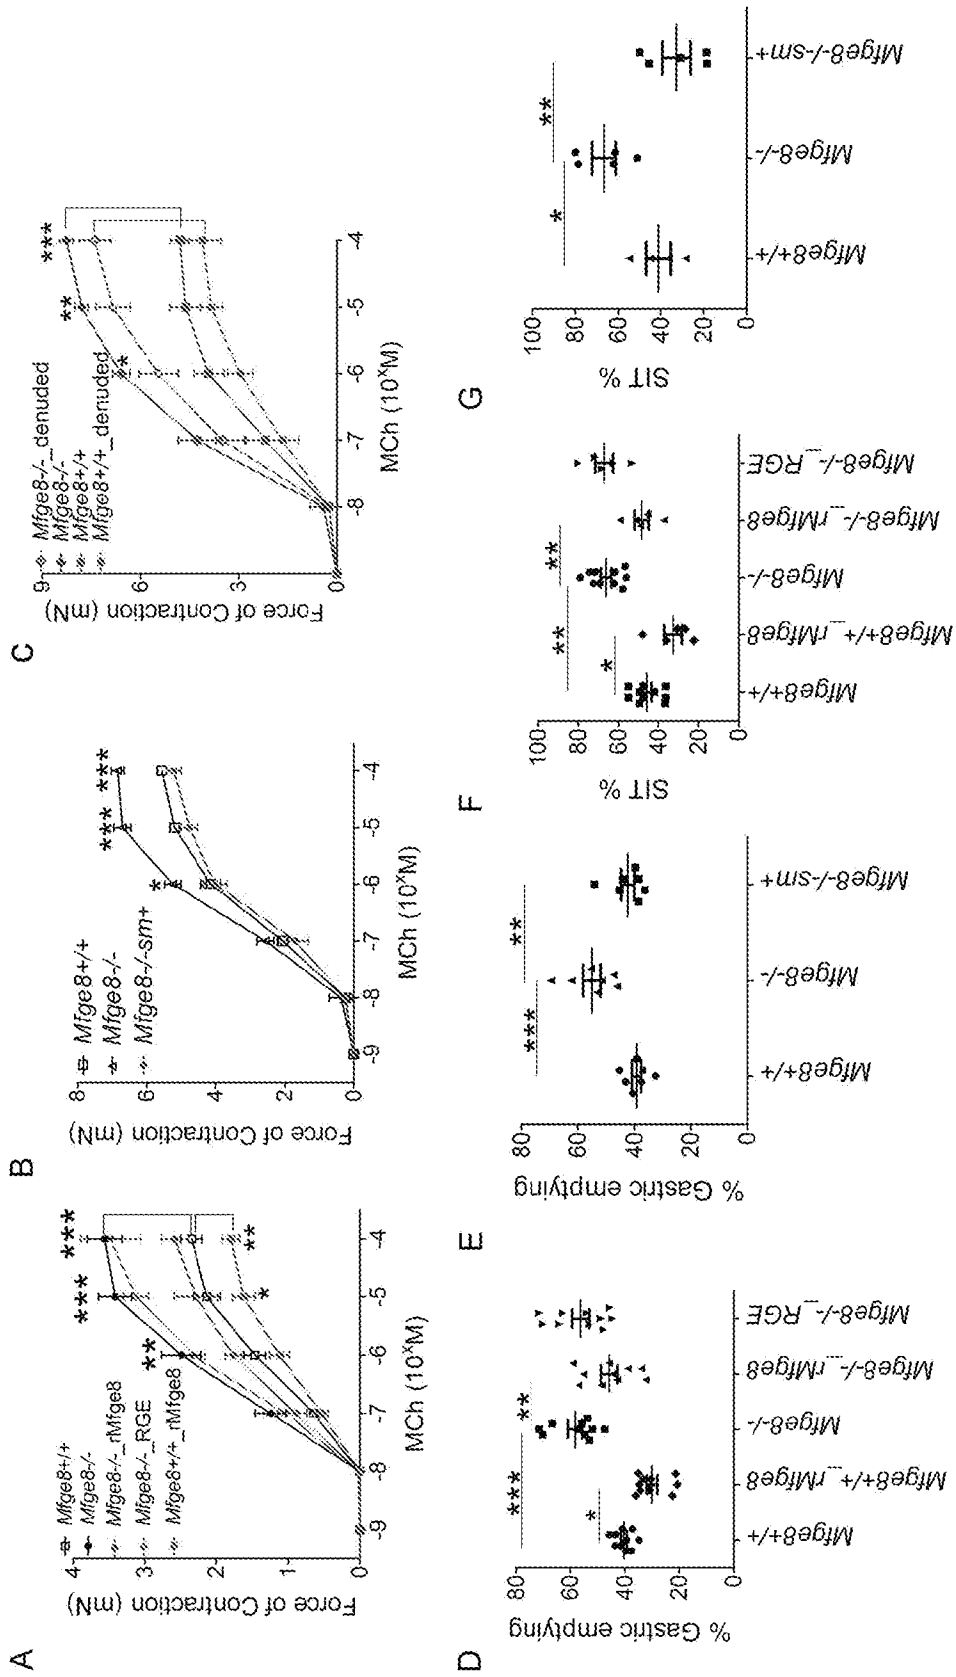 A
Force of Contraction (mN)
4
3
2
1
0
Mfge8+/+
Mfge8-/-
Mfge8-/-_rMfge8
Mfge8-/-_RGE
Mfge8+/+_rMfge8
**
***
***
*
**
-9
-8
-7
-6
-5
-4
MCh (10^xM)
B
Force of Contraction (mN)
8
6
4
2
0
Mfge8+/+
Mfge8-/-
Mfge8-/-sm+
*
***
***
-9
-8
-7
-6
-5
-4
MCh (10^xM)
C
Force of Contraction (mN)
9
6
3
0
Mfge8-/-_denuded
Mfge8-/-
Mfge8+/+
Mfge8+/+_denuded
*
**
***
-8
-7
-6
-5
-4
MCh (10^xM)
D
% Gastric emptying
80
60
40
20
0
***
*
**
Mfge8+/+
Mfge8+/+_rMfge8
Mfge8-/-
Mfge8-/-_rMfge8
Mfge8-/-_RGE
E
% Gastric emptying
80
60
40
20
0
***
**
Mfge8+/+
Mfge8-/-
Mfge8-/-sm+
F
SIT %
100
80
60
40
20
0
**
*
**
Mfge8+/+
Mfge8+/+_rMfge8
Mfge8-/-
Mfge8-/-_rMfge8
Mfge8-/-_RGE
G
SIT %
100
80
60
40
20
0
*
**
Mfge8+/+
Mfge8-/-
Mfge8-/-sm+